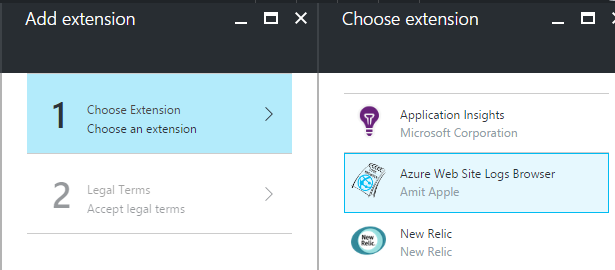 Add extension
1
Choose Extension
Choose an extension
2
Legal Terms
Accept legal terms
Choose extension
Application Insights
Microsoft Corporation
Azure Web Site Logs Browser
Amit Apple
New Relic
New Relic
New
Relic.